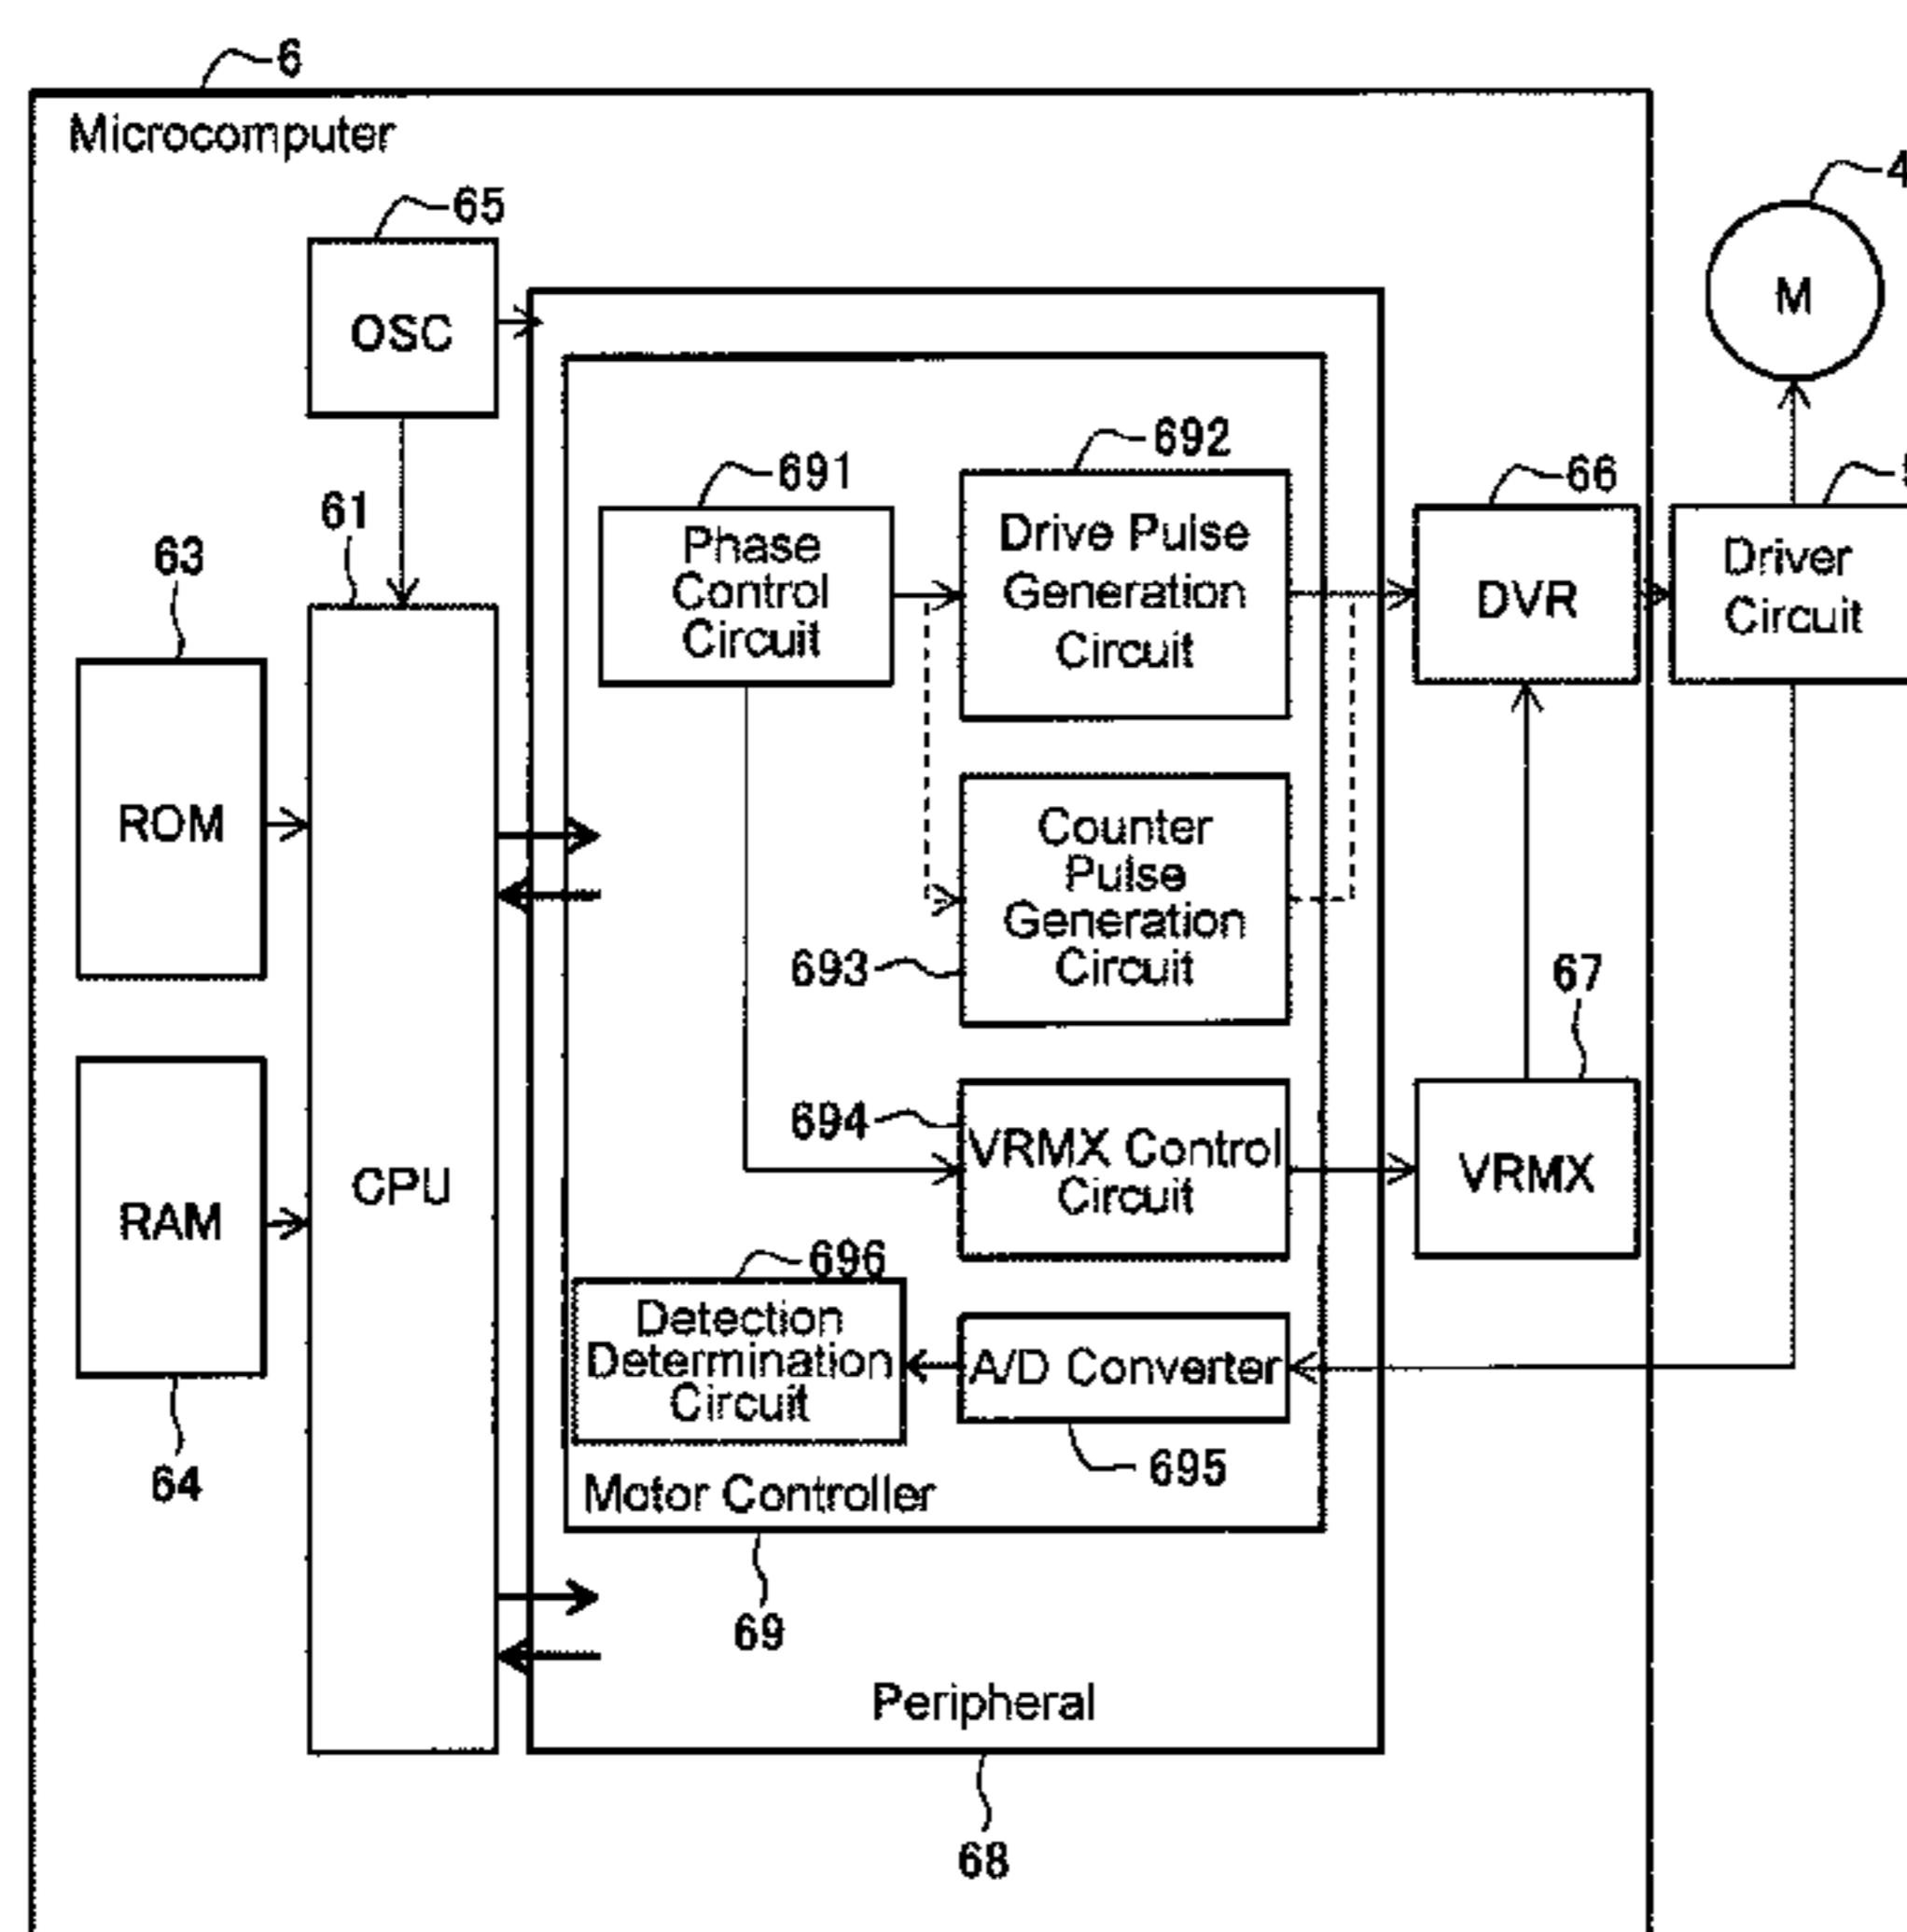 6
Microcomputer
65
4
OSC
M
691
692
66
61
Phase
Control
Circuit
Drive Pulse
Generation
Circuit
DVR
Driver
Circuit
63
ROM
Counter
Pulse
Generation
Circuit
693
67
RAM
CPU
694
VRMX Control
Circuit
VRMX
696
Detection
Determination
Circuit
A/D Converter
64
695
Motor Controller
69
Peripheral
68